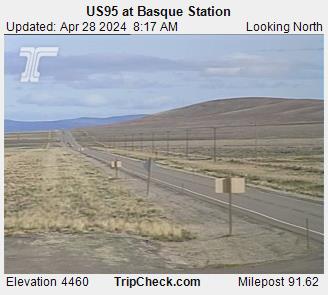 US95 at Basque Station
Updated: Apr 28 2024 8:17 AM Looking North
Elevation 4460 TripCheck.com Milepost 91.62